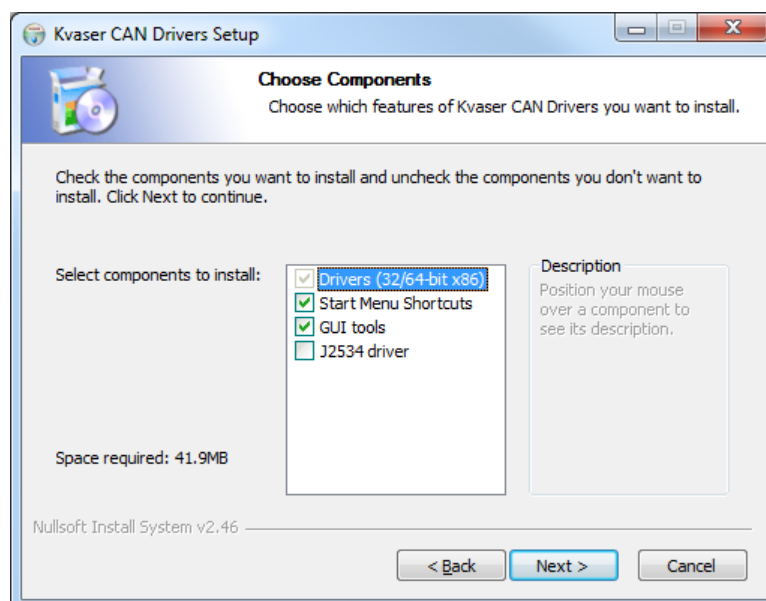 Kvaser CAN Drivers Setup
Choose Components
Choose which features of Kvaser CAN Drivers you want to install.
Check the components you want to install and uncheck the components you don't want to
install. Click Next to continue.
Select components to install:
Drivers (32/64-bit x86)
Start Menu Shortcuts
GUI tools
J2534 driver
Description
Position your mouse
over a component to
see its description.
Space required: 41.9MB
Nullsoft Install System v2.46
< Back
Next >
Cancel